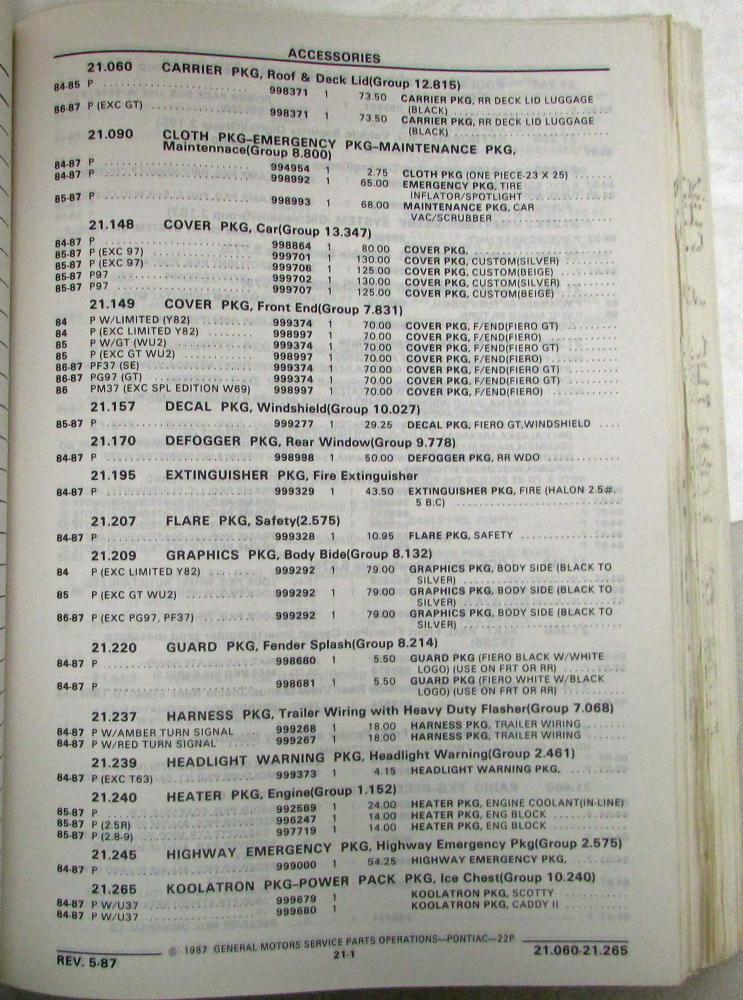 ACCESSORIES
21.060 CARRIER PKG, Roof & Deck Lid(Group 12.815)
84-85 P 998371 1 73.50 CARRIER PKG, RR DECK LID LUGGAGE
(BLACK)
86-87 P (EXC GT) 998371 1 73.50 CARRIER PKG, RR DECK LID LUGGAGE
(BLACK)
21.090 CLOTH PKG-EMERGENCY PKG-MAINTENANCE PKG,
Maintennace(Group 8.800)
84-87 P 994954 1 2.75 CLOTH PKG (ONE PIECE-23 X 25)
84-87 P 998992 1 65.00 EMERGENCY PKG, TIRE
INFLATOR/SPOTLIGHT
85-87 P 998993 1 68.00 MAINTENANCE PKG, CAR
VAC/SCRUBBER
21.148 COVER PKG, Car(Group 13.347)
84-87 P 998864 1 80.00 COVER PKG,
85-87 P (EXC 97) 999701 1 130.00 COVER PKG, CUSTOM(SILVER)
85-87 P (EXC 97) 999706 1 125.00 COVER PKG, CUSTOM(BEIGE)
85-87 P97 999702 1 130.00 COVER PKG, CUSTOM(SILVER)
85-87 P97 999707 1 125.00 COVER PKG, CUSTOM(BEIGE)
21.149 COVER PKG, Front End(Group 7.831)
84 P W/LIMITED (Y82) 999374 1 70.00 COVER PKG, F/END(FIERO GT)
84 P (EXC LIMITED Y82) 998997 1 70.00 COVER PKG, F/END(FIERO)
85 P W/GT (WU2) 999374 1 70.00 COVER PKG, F/END(FIERO GT)
85 P (EXC GT WU2) 998997 1 70.00 COVER PKG, F/END(FIERO)
86-87 PF37 (SE) 999374 1 70.00 COVER PKG, F/END(FIERO GT)
86-87 PG97 (GT) 999374 1 70.00 COVER PKG, F/END(FIERO GT)
86 PM37 (EXC SPL EDITION W69) 998997 1 70.00 COVER PKG, F/END(FIERO)
21.157 DECAL PKG, Windshield(Group 10.027)
85-87 P 999277 1 29.25 DECAL PKG, FIERO GT,WINDSHIELD
21.170 DEFOGGER PKG, Rear Window(Group 9.778)
84-87 P 998998 1 50.00 DEFOGGER PKG, RR WDO
21.195 EXTINGUISHER PKG, Fire Extinguisher
84-87 P 999329 1 43.50 EXTINGUISHER PKG, FIRE (HALON 2.5#,
5 B:C)
21.207 FLARE PKG, Safety(2.575)
84-87 P 999328 1 10.95 FLARE PKG, SAFETY
21.209 GRAPHICS PKG, Body Bide(Group 8.132)
84 P (EXC LIMITED Y82) 999292 1 79.00 GRAPHICS PKG, BODY SIDE (BLACK TO
SILVER)
85 P (EXC GT WU2) 999292 1 79.00 GRAPHICS PKG, BODY SIDE (BLACK TO
SILVER)
86-87 P (EXC PG97, PF37) 999292 1 79.00 GRAPHICS PKG, BODY SIDE (BLACK TO
SILVER)
21.220 GUARD PKG, Fender Splash(Group 8.214)
84-87 P 998680 1 5.50 GUARD PKG (FIERO BLACK W/WHITE
LOGO) (USE ON FRT OR RR)
84-87 P 998681 1 5.50 GUARD PKG (FIERO WHITE W/BLACK
LOGO) (USE ON FRT OR RR)
21.237 HARNESS PKG, Trailer Wiring with Heavy Duty Flasher(Group 7.068)
84-87 P W/AMBER TURN SIGNAL 999268 1 18.00 HARNESS PKG, TRAILER WIRING
84-87 P W/RED TURN SIGNAL 999267 1 18.00 HARNESS PKG, TRAILER WIRING
21.239 HEADLIGHT WARNING PKG, Headlight Warning(Group 2.461)
84-87 P (EXC T63) 999373 1 4.15 HEADLIGHT WARNING PKG,
21.240 HEATER PKG, Engine(Group 1.152)
85-87 P 992589 1 24.00 HEATER PKG, ENGINE COOLANT(IN-LINE)
85-87 P (2.5R) 996247 1 14.00 HEATER PKG, ENG BLOCK
85-87 P (2.8-9) 997719 1 14.00 HEATER PKG, ENG BLOCK
21.245 HIGHWAY EMERGENCY PKG, Highway Emergency Pkg(Group 2.575)
84-87 P 999000 1 54.25 HIGHWAY EMERGENCY PKG,
21.265 KOOLATRON PKG-POWER PACK PKG, Ice Chest(Group 10.240)
84-87 P W/U37 999679 1 KOOLATRON PKG, SCOTTY
84-87 P W/U37 999680 1 KOOLATRON PKG, CADDY II
REV. 5-87 © 1987 GENERAL MOTORS SERVICE PARTS OPERATIONS—PONTIAC—22P 21.060-21.265
21-1